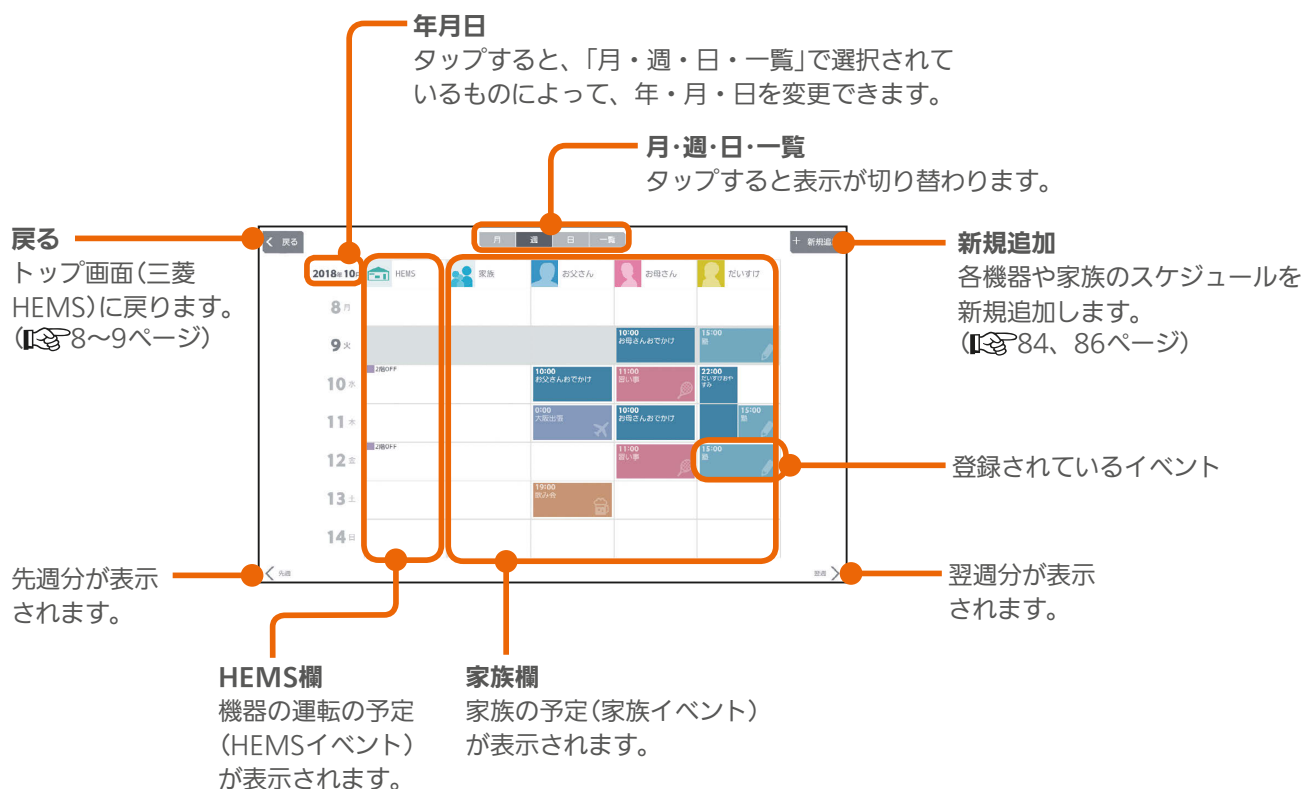 年月日
タップすると、「月・週・日・一覧」で選択されて
いるものによって、年・月・日を変更できます。
月･週･日･一覧
タップすると表示が切り替わります。
戻る
トップ画面(三菱
HEMS)に戻ります。
(8～9ページ)
戻る
月 週 日 一覧
+ 新規追
新規追加
各機器や家族のスケジュールを
新規追加します。
(84、86ページ)
2018年 10 HEMS 家族 お父さん お母さん だいすけ
8 月
9 火
10:00
お母さんおでかけ
15:00
塾
10 水
2階OFF
10:00
お父さんおでかけ
11:00
習い事
22:00
だいすけおや
すみ
11 木
0:00
大阪出張
10:00
お母さんおでかけ
15:00
塾
12 金
2階OFF
11:00
習い事
15:00
塾
登録されているイベント
13 土
19:00
飲み会
14 日
先週
翌週
先週分が表示
されます。
翌週分が表示
されます。
HEMS欄
機器の運転の予定
(HEMSイベント)
が表示されます。
家族欄
家族の予定(家族イベント)
が表示されます。